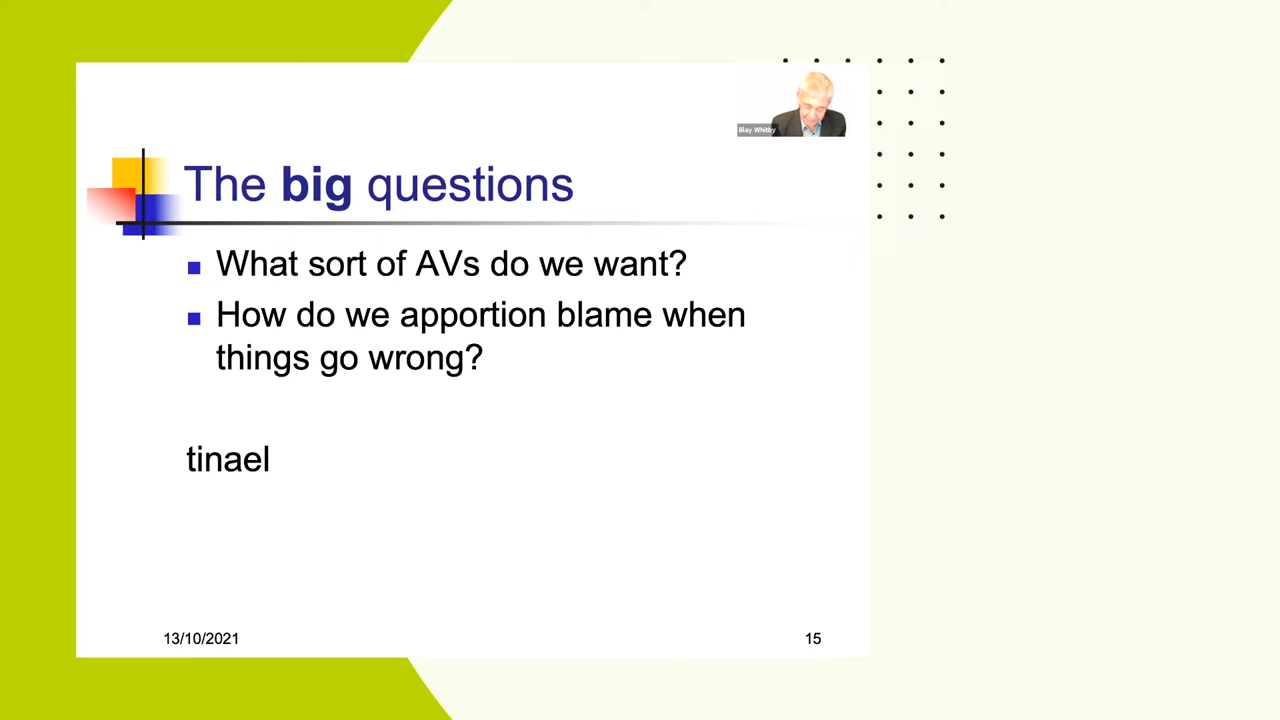 Blay Whitby
The big questions
What sort of AVs do we want?
How do we apportion blame when
things go wrong?
tinael
13/10/2021
15